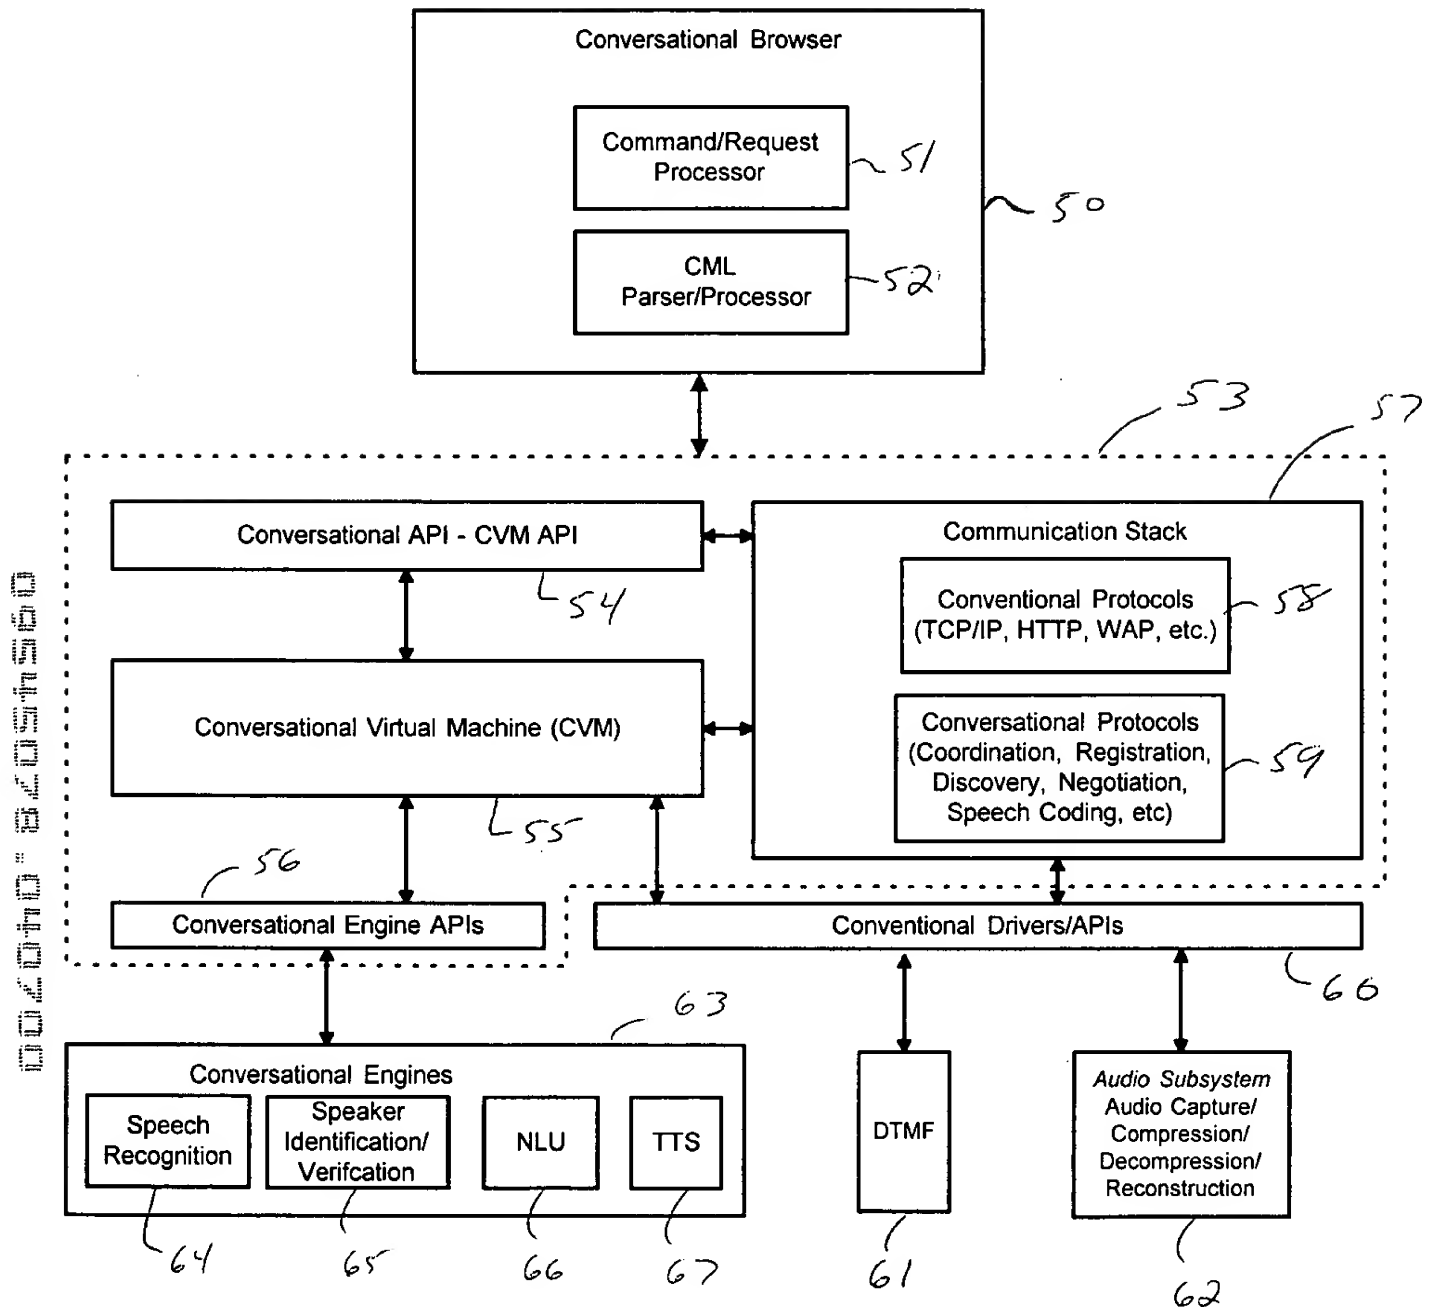 Conversational Browser
Command/Request
Processor
51
50
CML
Parser/Processor
52
53
57
Conversational API - CVM API
54
Communication Stack
Conventional Protocols
(TCP/IP, HTTP, WAP, etc.)
58
Conversational Virtual Machine (CVM)
55
Conversational Protocols
(Coordination, Registration,
Discovery, Negotiation,
Speech Coding, etc)
59
56
Conversational Engine APIs
Conventional Drivers/APIs
60
63
Conversational Engines
Speech
Recognition
64
Speaker
Identification/
Verifcation
65
NLU
66
TTS
67
DTMF
61
Audio Subsystem
Audio Capture/
Compression/
Decompression/
Reconstruction
62